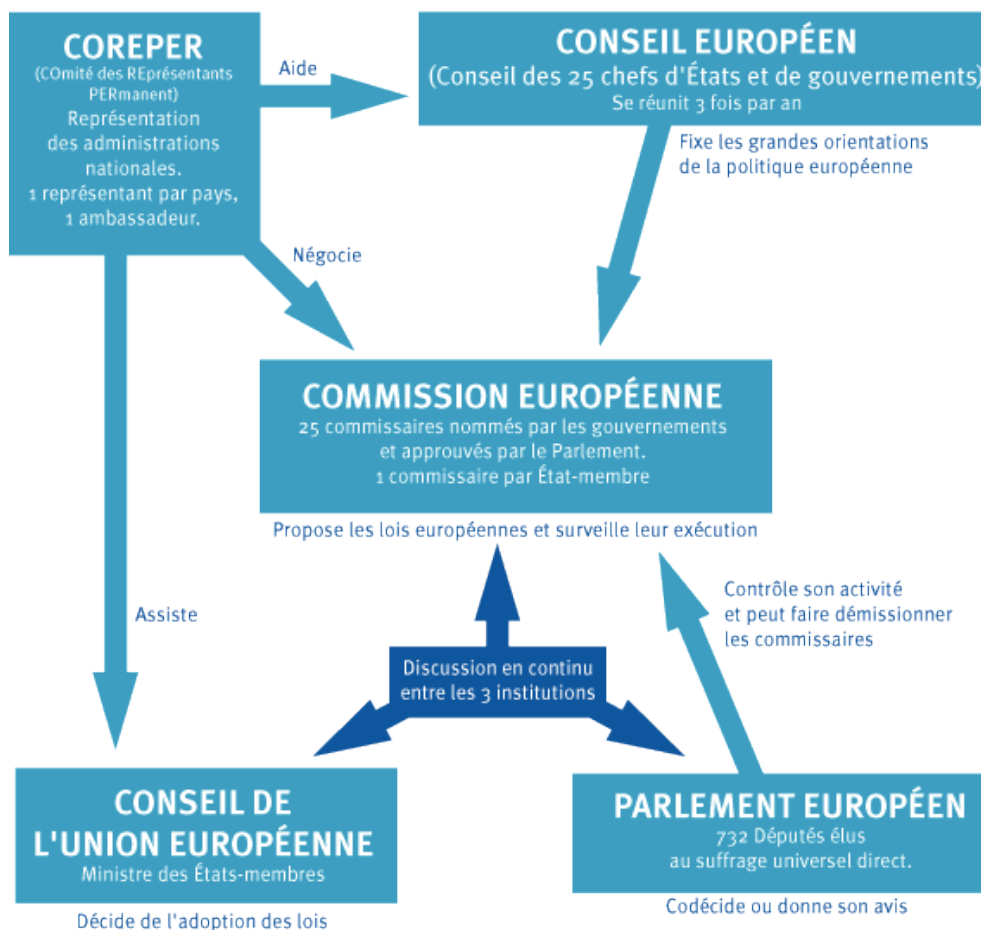 COREPER
(COmité des REprésentants
PERmanent)
Représentation
des administrations
nationales.
1 représentant par pays,
1 ambassadeur.
Aide
CONSEIL EUROPÉEN
(Conseil des 25 chefs d'États et de gouvernements)
Se réunit 3 fois par an
Fixe les grandes orientations
de la politique européenne
Négocie
COMMISSION EUROPÉENNE
25 commissaires nommés par les gouvernements
et approuvés par le Parlement.
1 commissaire par État-membre
Propose les lois européennes et surveille leur exécution
Assiste
Contrôle son activité
et peut faire démissionner
les commissaires
Discussion en continu
entre les 3 institutions
CONSEIL DE
L'UNION EUROPÉENNE
Ministre des États-membres
Décide de l'adoption des lois
PARLEMENT EUROPÉEN
732 Députés élus
au suffrage universel direct.
Codécide ou donne son avis